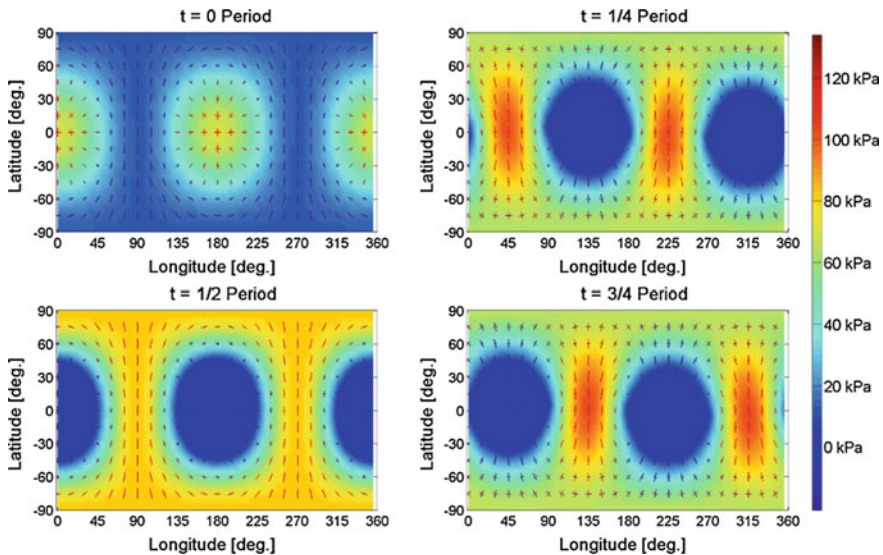 t = 0 Period
90
60
30
0
-30
-60
-90
Latitude [deg.]
0 45 90 135 180 225 270 315 360
Longitude [deg.]
t = 1/4 Period
90
60
30
0
-30
-60
-90
Latitude [deg.]
0 45 90 135 180 225 270 315 360
Longitude [deg.]
t = 1/2 Period
90
60
30
0
-30
-60
-90
Latitude [deg.]
0 45 90 135 180 225 270 315 360
Longitude [deg.]
t = 3/4 Period
90
60
30
0
-30
-60
-90
Latitude [deg.]
0 45 90 135 180 225 270 315 360
Longitude [deg.]
120 kPa
100 kPa
80 kPa
60 kPa
40 kPa
20 kPa
0 kPa